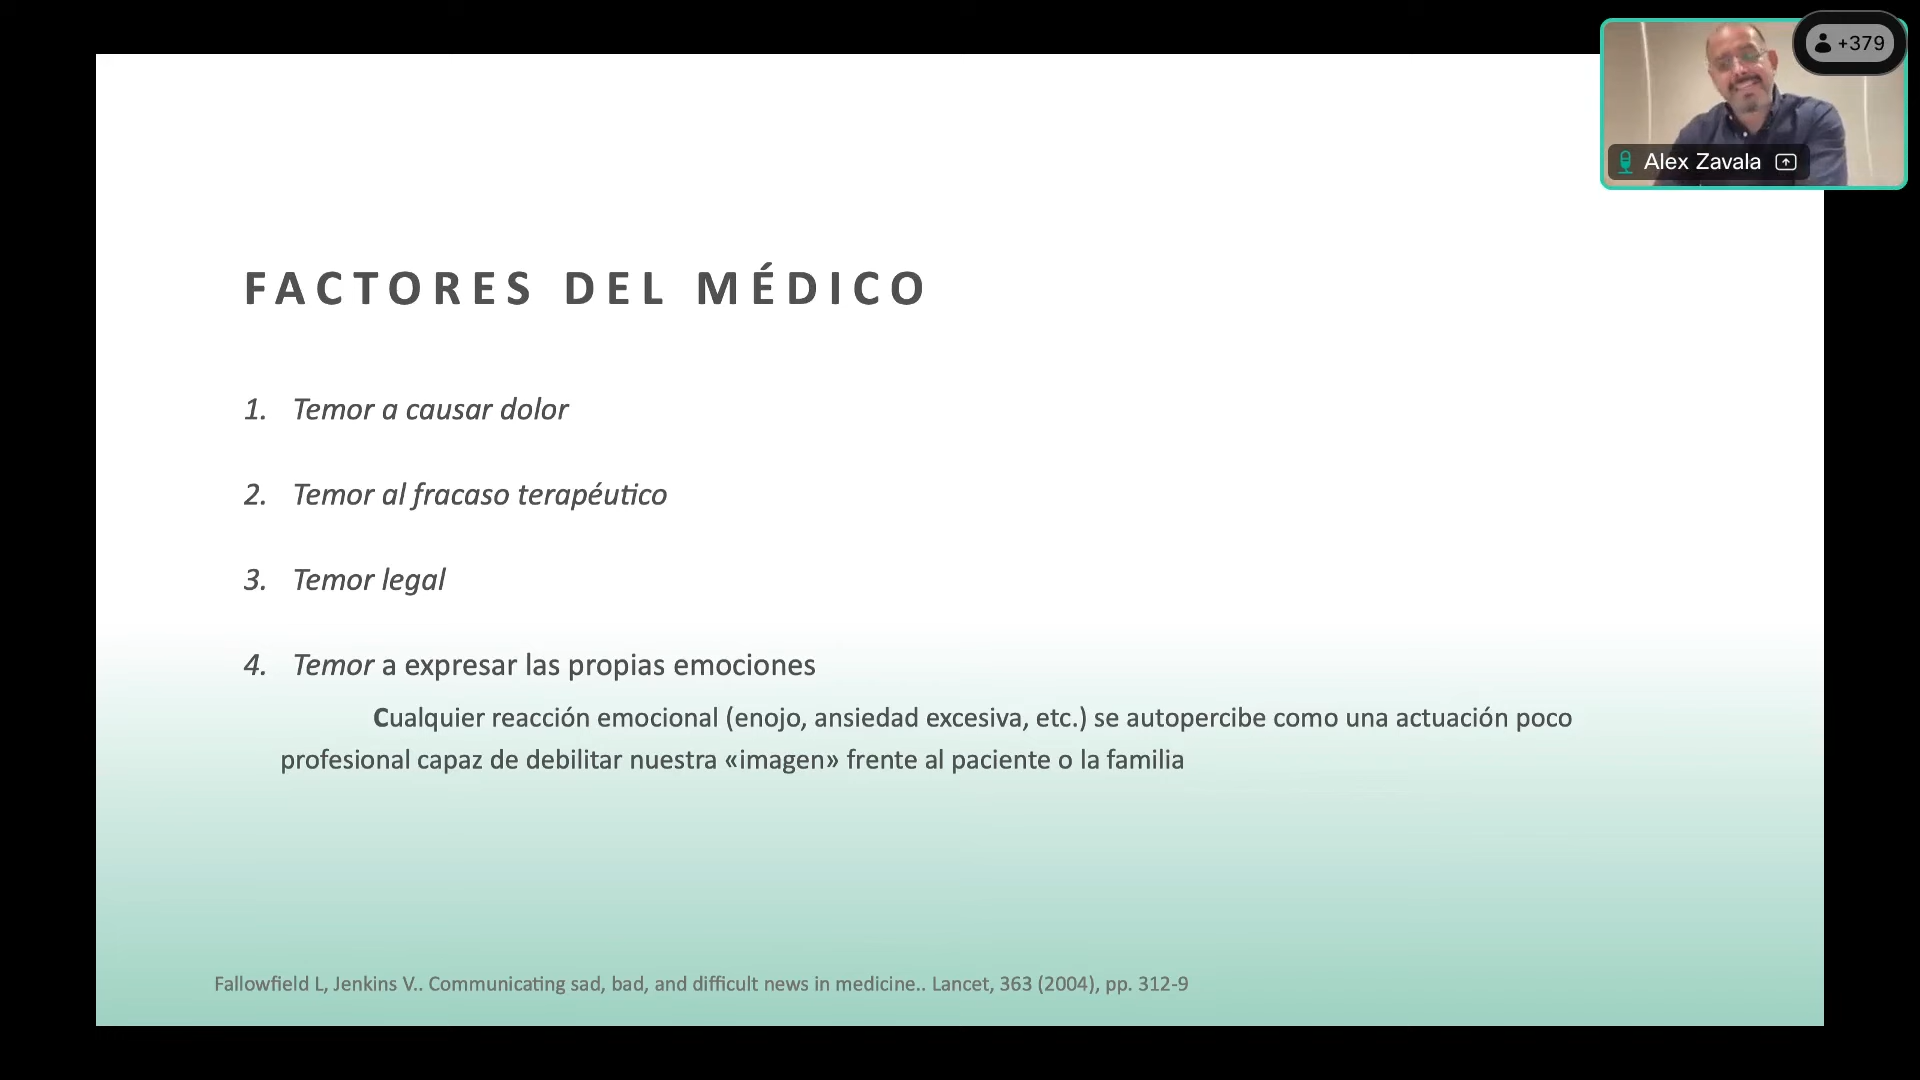 +379
Alex Zavala
FACTORES DEL MÉDICO
1. Temor a causar dolor
2. Temor al fracaso terapéutico
3. Temor legal
4. Temor a expresar las propias emociones
Cualquier reacción emocional (enojo, ansiedad excesiva, etc.) se autopercibe como una actuación poco
profesional capaz de debilitar nuestra «imagen» frente al paciente o la familia
Fallowfield L, Jenkins V.. Communicating sad, bad, and difficult news in medicine.. Lancet, 363 (2004), pp. 312-9